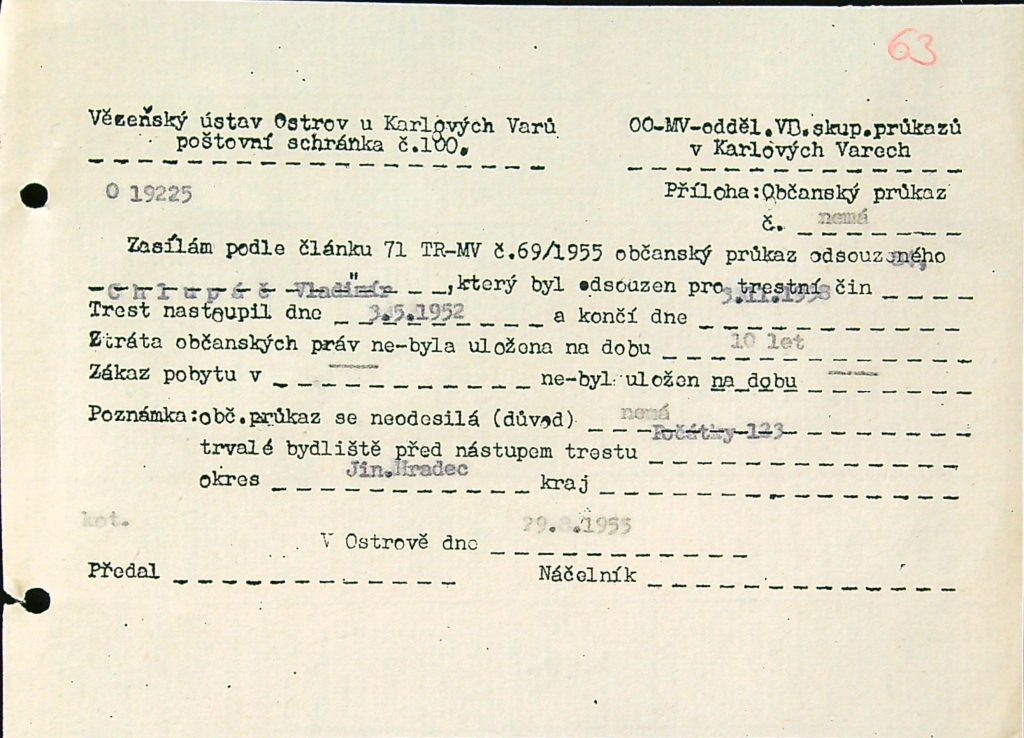 63
Vězeňský ústav Ostrov u Karlových Varů
poštovní schránka č.100.
OO-MV-odděl.VB.skup.průkazů
v Karlových Varech
O 19225
Příloha:Občanský průkaz
č. nemá
Zasílám podle článku 71 TR-MV č.69/1955 občanský průkaz odsouzeného
Chlupáč Vladimír ,který byl odsouzen pro trestní čin
Trest nastoupil dne 3.5.1952 a končí dne
Ztráta občanských práv ne-byla uložena na dobu 10 let
Zákaz pobytu v ne-byl uložen na dobu
Poznámka:obč.průkaz se neodesilá (důvod) nemá
trvalé bydliště před nástupem trestu Počátky 123
okres Jin.Hradec kraj
kot.
V Ostrově dne 29.8.1955
Předal Náčelník